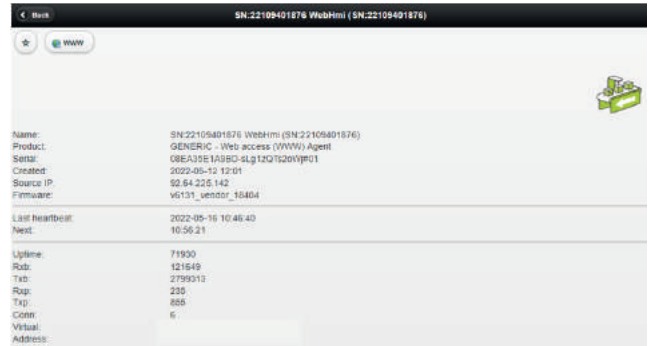 Back
SN:22109401876 WebHmi (SN:22109401876)
WWW
Name: SN:22109401876 WebHmi (SN:22109401876)
Product: GENERIC - Web access (WWW) Agent
Serial:
Created: 2022-05-12 12:01
Source IP: 92.64.225.142
Firmware: v6131_vendor_18404
Last heartbeat: 2022-05-16 10:46:40
Next: 10:56:21
Uptime: 71930
Rxb: 121649
Txb: 2799313
Rxp: 235
Txp:
Conn: 6
Virtual:
Address: